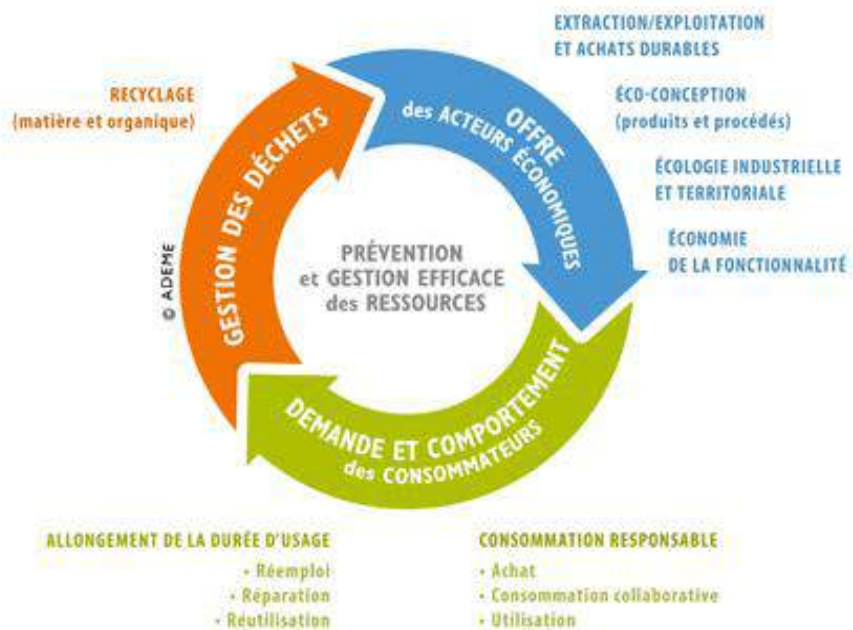 EXTRACTION/EXPLOITATION
ET ACHATS DURABLES
RECYCLAGE
(matière et organique)
ÉCO-CONCEPTION
(produits et procédés)
ÉCOLOGIE INDUSTRIELLE
ET TERRITORIALE
ÉCONOMIE
DE LA FONCTIONNALITÉ
OFFRE
des ACTEURS ÉCONOMIQUES
GESTION DES DÉCHETS
PRÉVENTION
et GESTION EFFICACE
des RESSOURCES
© ADEME
DEMANDE ET COMPORTEMENT
des CONSOMMATEURS
ALLONGEMENT DE LA DURÉE D'USAGE
• Réemploi
• Réparation
• Réutilisation
CONSOMMATION RESPONSABLE
• Achat
• Consommation collaborative
• Utilisation